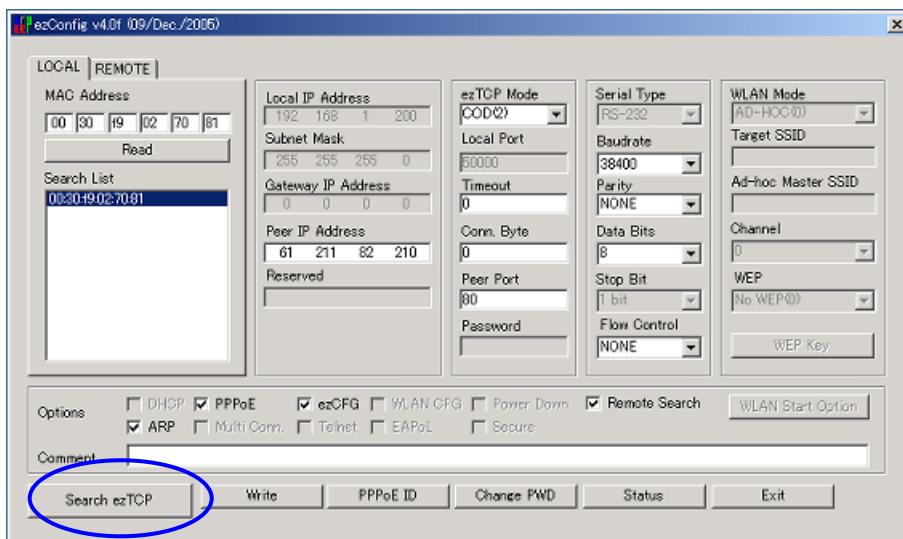 ezConfig v4.0f (09/Dec./2005)
LOCAL
REMOTE
MAC Address
00 30 f9 02 70 81
Read
Search List
00:30:f9:02:70:81
Local IP Address
192 168 1 200
Subnet Mask
255 255 255 0
Gateway IP Address
0 0 0 0
Peer IP Address
61 211 82 210
Reserved
ezTCP Mode
COD(2)
Local Port
50000
Timeout
0
Conn. Byte
0
Peer Port
80
Password
Serial Type
RS-232
Baudrate
38400
Parity
NONE
Data Bits
8
Stop Bit
1 bit
Flow Control
NONE
WLAN Mode
AD-HOC(0)
Target SSID
Ad-hoc Master SSID
Channel
0
WEP
No WEP(0)
WEP Key
Options
DHCP PPPoE ezCFG WLAN CFG Power Down Remote Search
ARP Multi Conn. Telnet EAPoL Secure
WLAN Start Option
Comment
Search ezTCP
Write
PPPoE ID
Change PWD
Status
Exit